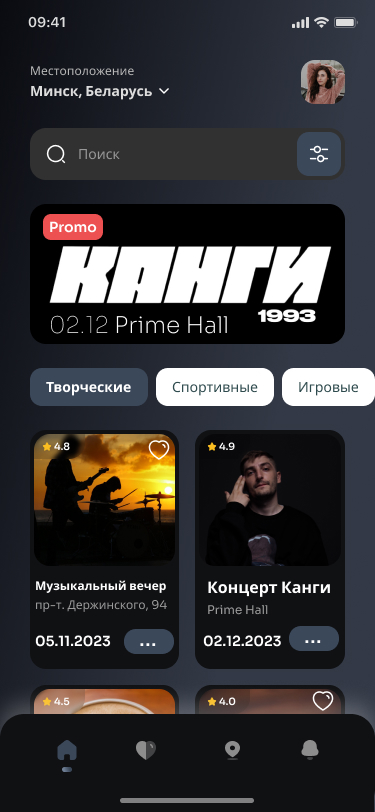 09:41
Местоположение
Минск, Беларусь
Поиск
Promo
КАНГИ
1993
02.12 Prime Hall
Творческие
Спортивные
Игровые
4.8
Музыкальный вечер
пр-т. Держинского, 94
05.11.2023
...
4.9
Концерт Канги
Prime Hall
02.12.2023
...
4.5
4.0